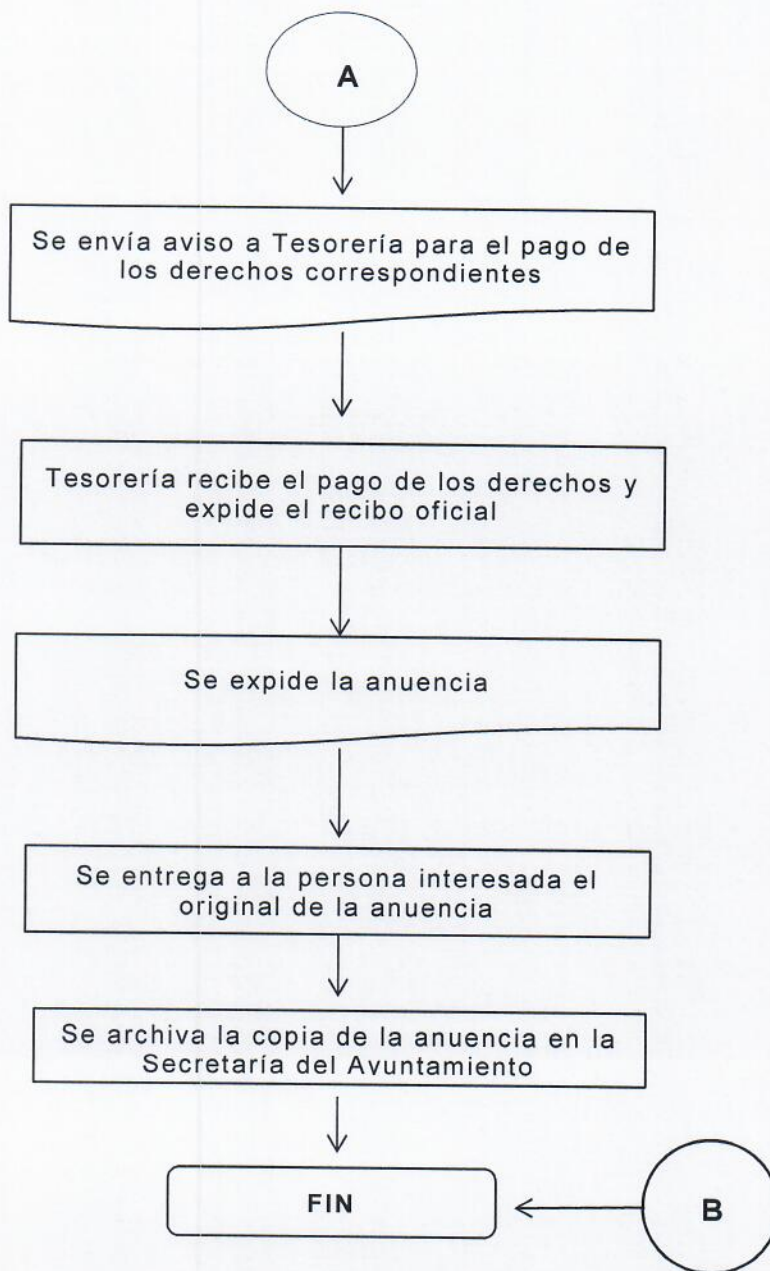 A
Se envía aviso a Tesorería para el pago de
los derechos correspondientes
Tesorería recibe el pago de los derechos y
expide el recibo oficial
Se expide la anuencia
Se entrega a la persona interesada el
original de la anuencia
Se archiva la copia de la anuencia en la
Secretaría del Avuntamiento
FIN
B